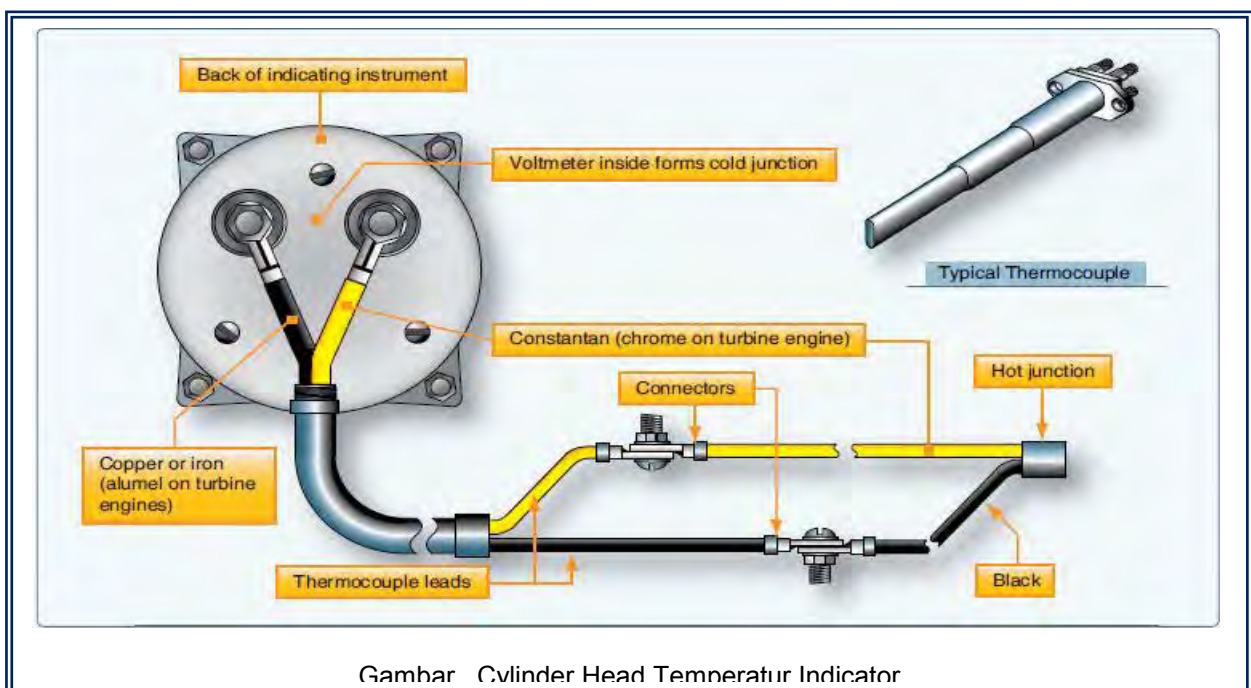 Back of indicating instrument
Voltmeter inside forms cold junction
Typical Thermocouple
Constantan (chrome on turbine engine)
Hot junction
Connectors
Copper or iron
(alumel on turbine
engines)
Thermocouple leads
Black
Gambar Cylinder Head Temperatur Indicator